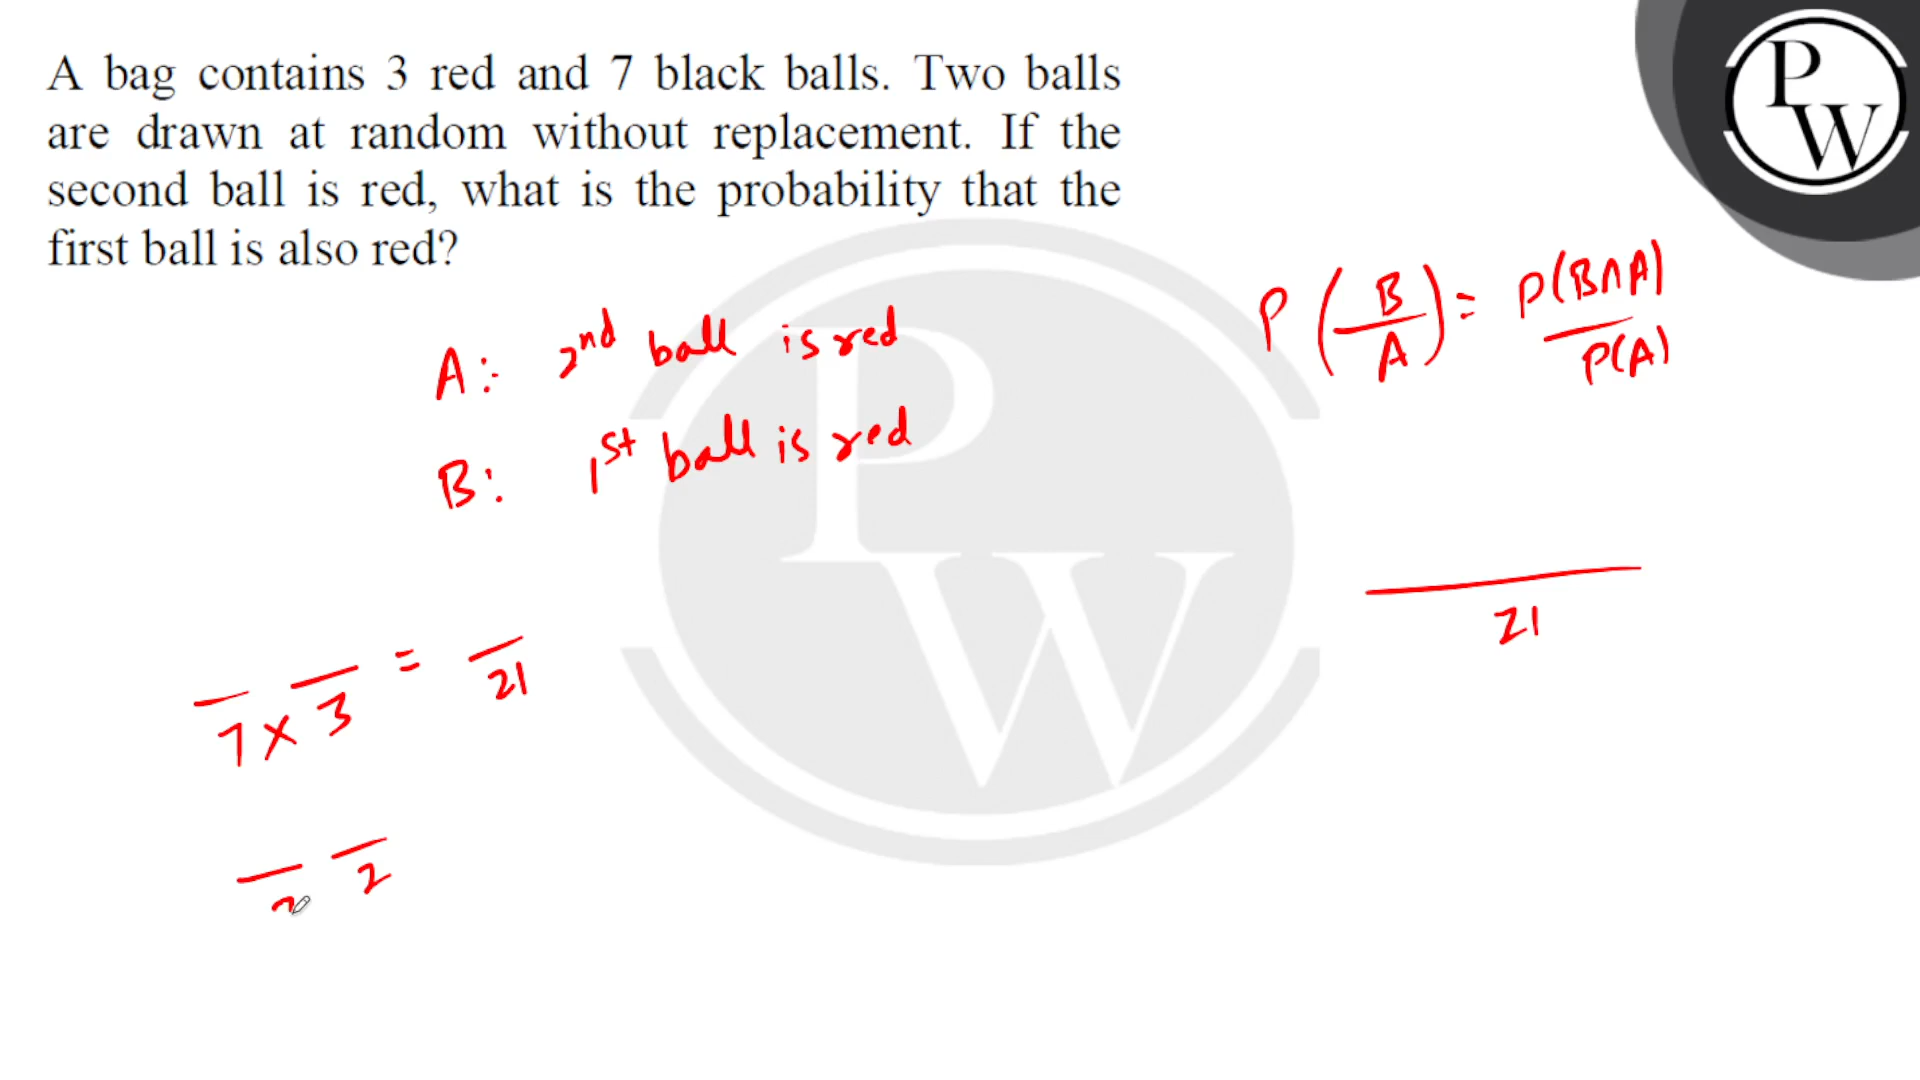 A bag contains 3 red and 7 black balls. Two balls
are drawn at random without replacement. If the
second ball is red, what is the probability that the
first ball is also red?
A: 2nd ball is red
B: 1st ball is red
P(B/A) = P(B∩A)/P(A)
21
7 × 3 = 21
2
PW